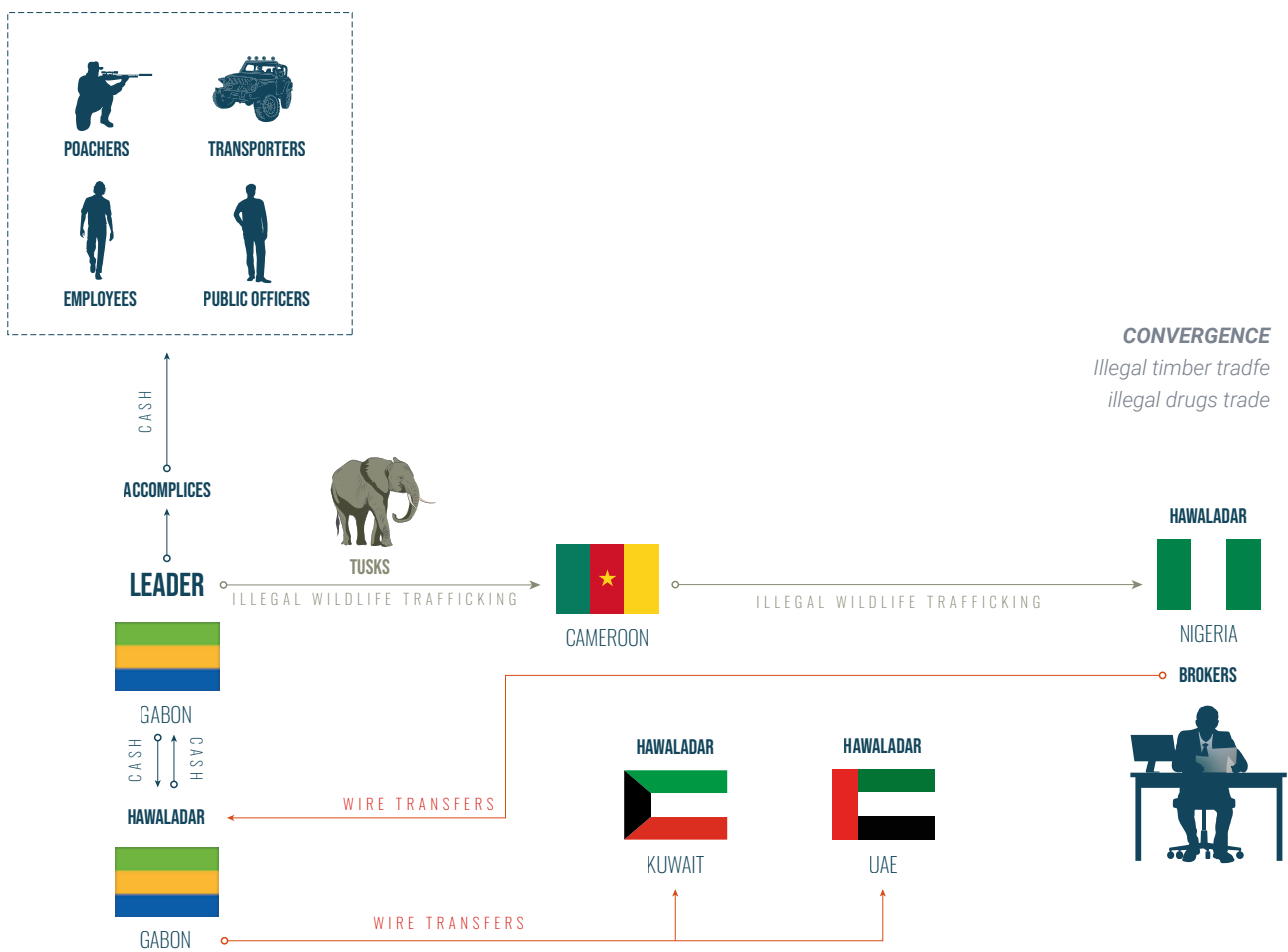 POACHERS
TRANSPORTERS
EMPLOYEES
PUBLIC OFFICERS
CONVERGENCE
Illegal timber tradfe
illegal drugs trade
CASH
ACCOMPLICES
LEADER
TUSKS
ILLEGAL WILDLIFE TRAFFICKING
CAMEROON
ILLEGAL WILDLIFE TRAFFICKING
HAWALADAR
NIGERIA
BROKERS
GABON
CASH
CASH
HAWALADAR
WIRE TRANSFERS
HAWALADAR
KUWAIT
HAWALADAR
UAE
GABON
WIRE TRANSFERS